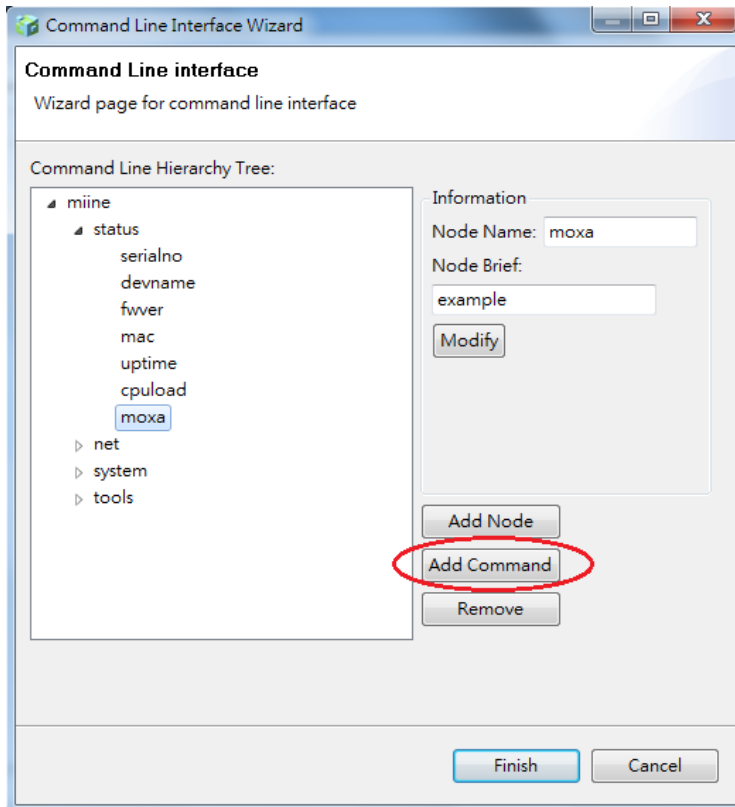 Command Line Interface Wizard
Command Line interface
Wizard page for command line interface
Command Line Hierarchy Tree:
miine
status
serialno
devname
fwver
mac
uptime
cpuload
moxa
net
system
tools
Information
Node Name: moxa
Node Brief:
example
Modify
Add Node
Add Command
Remove
Finish
Cancel